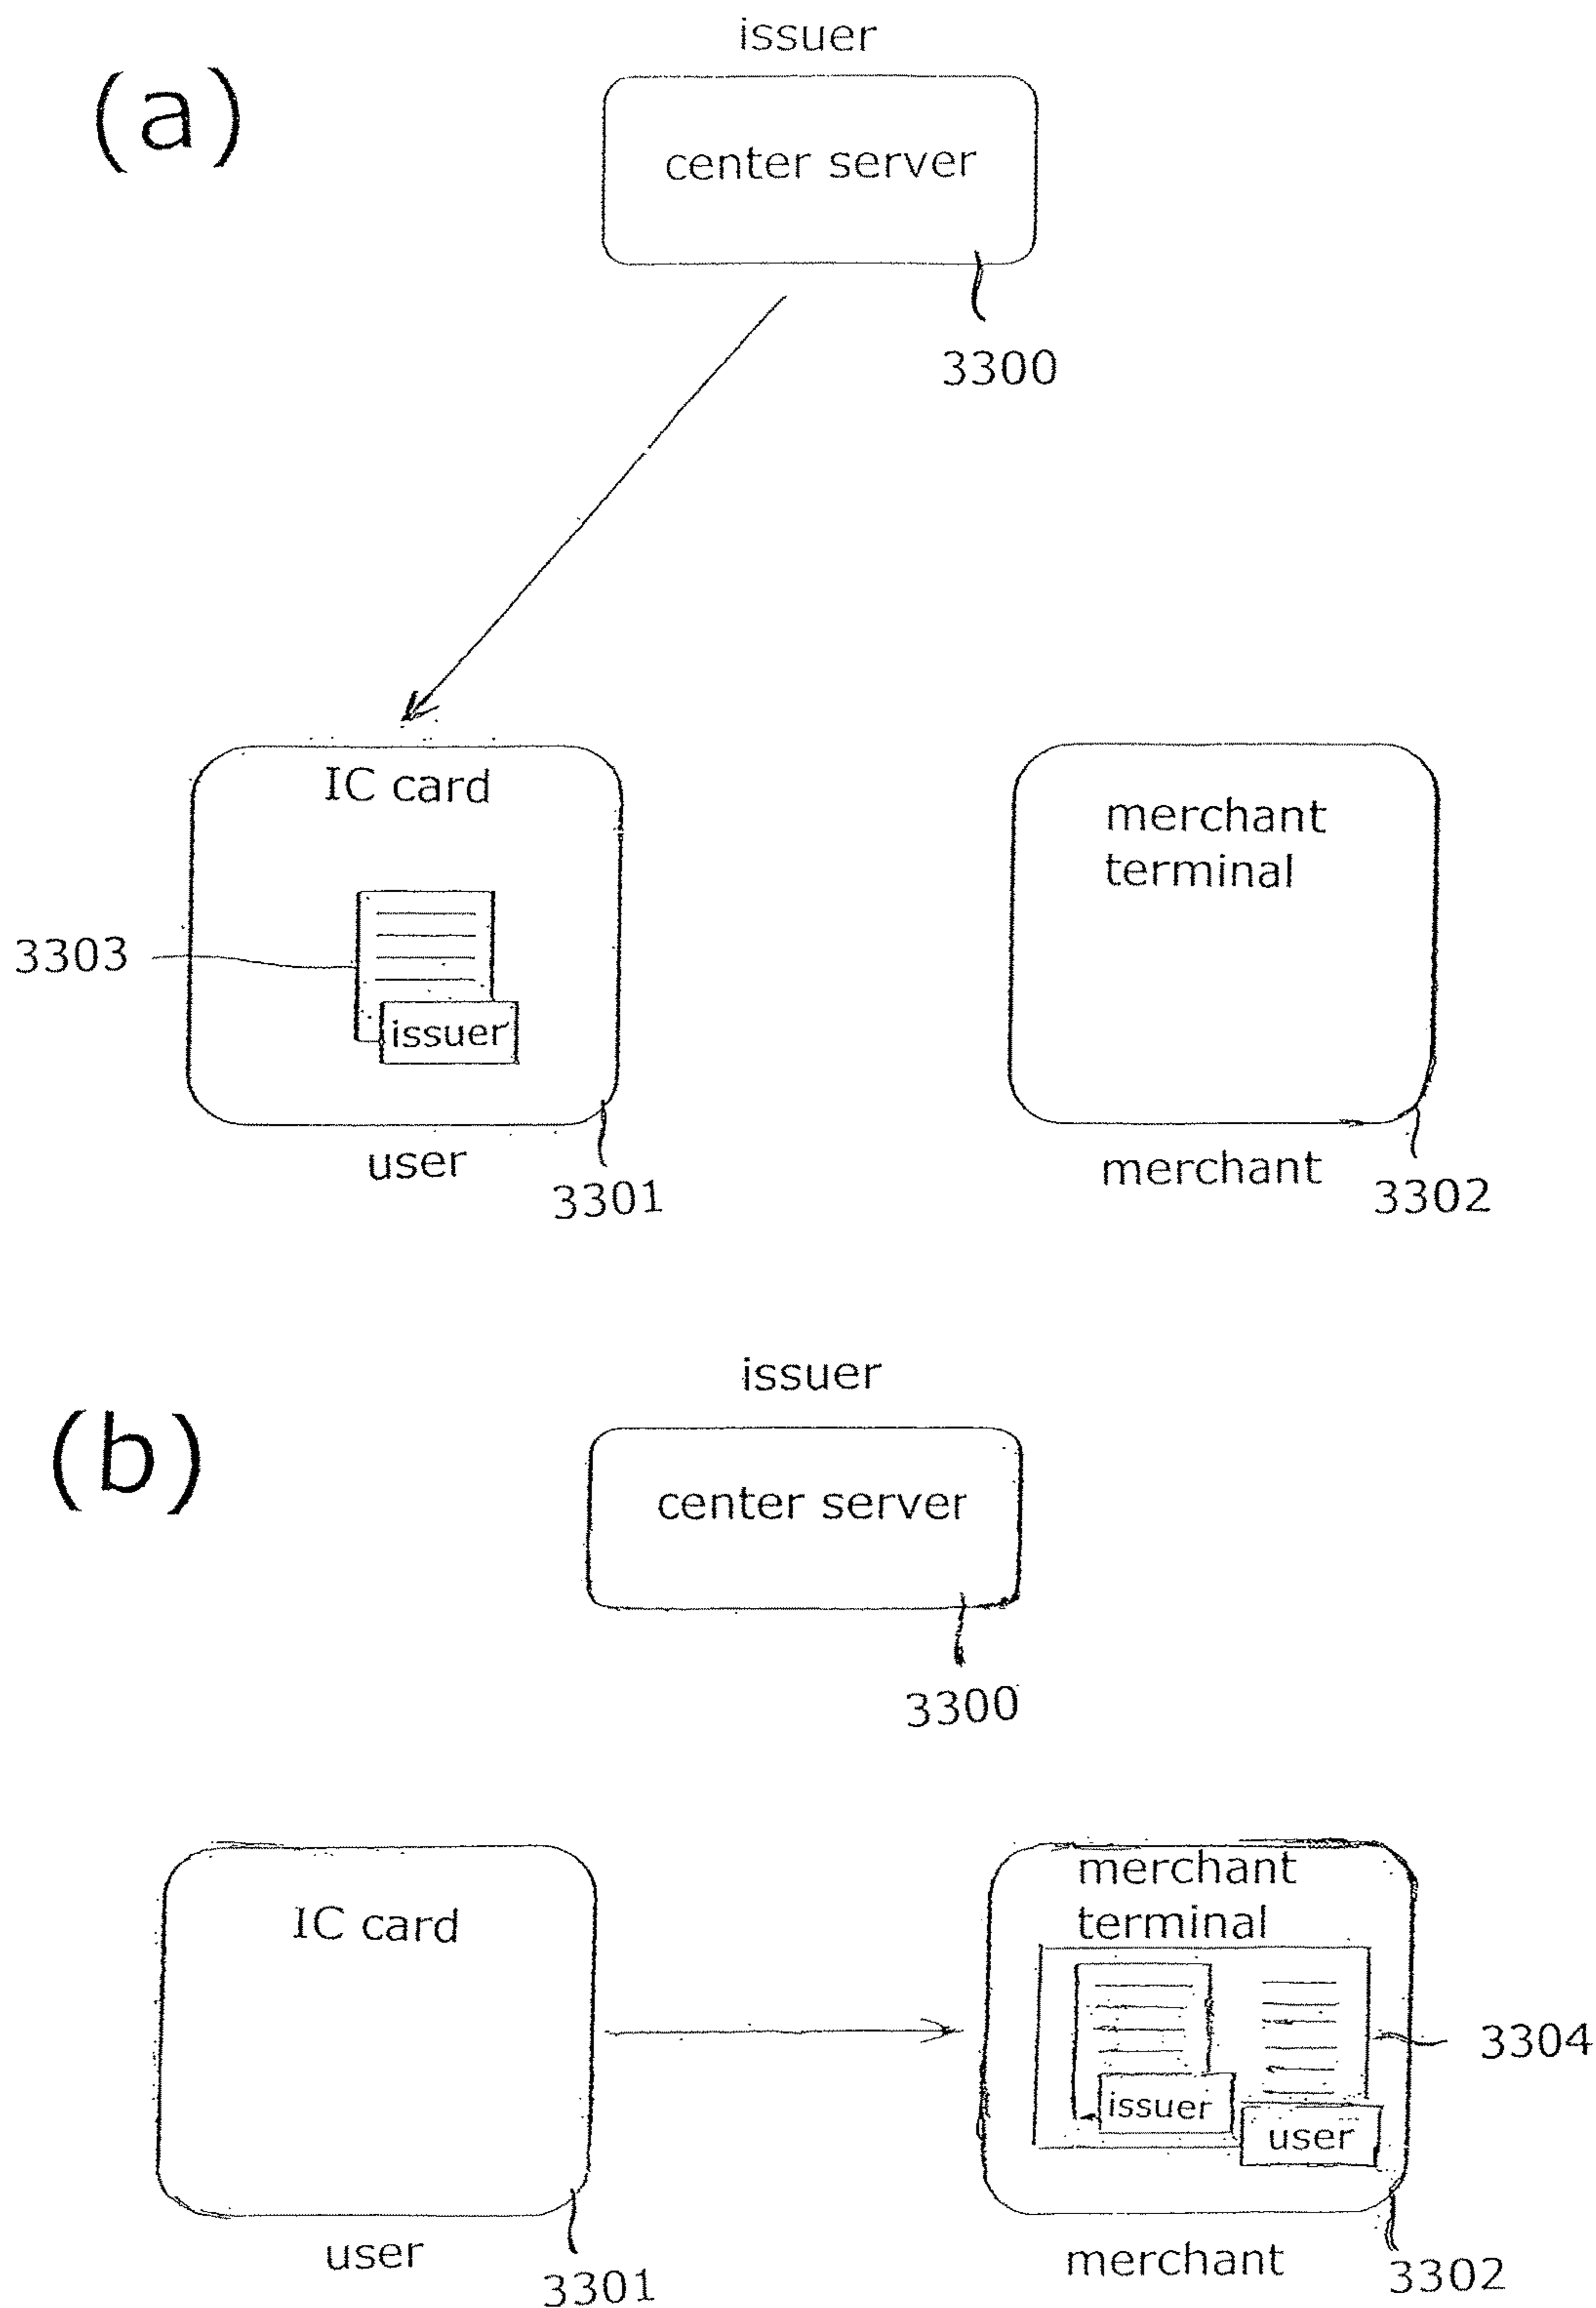 issuer
(a)
center server
3300
IC card
merchant
terminal
3303
issuer
user
3301
merchant
3302
issuer
(b)
center server
3300
IC card
merchant
terminal
3304
issuer
user
user
3301
merchant
3302